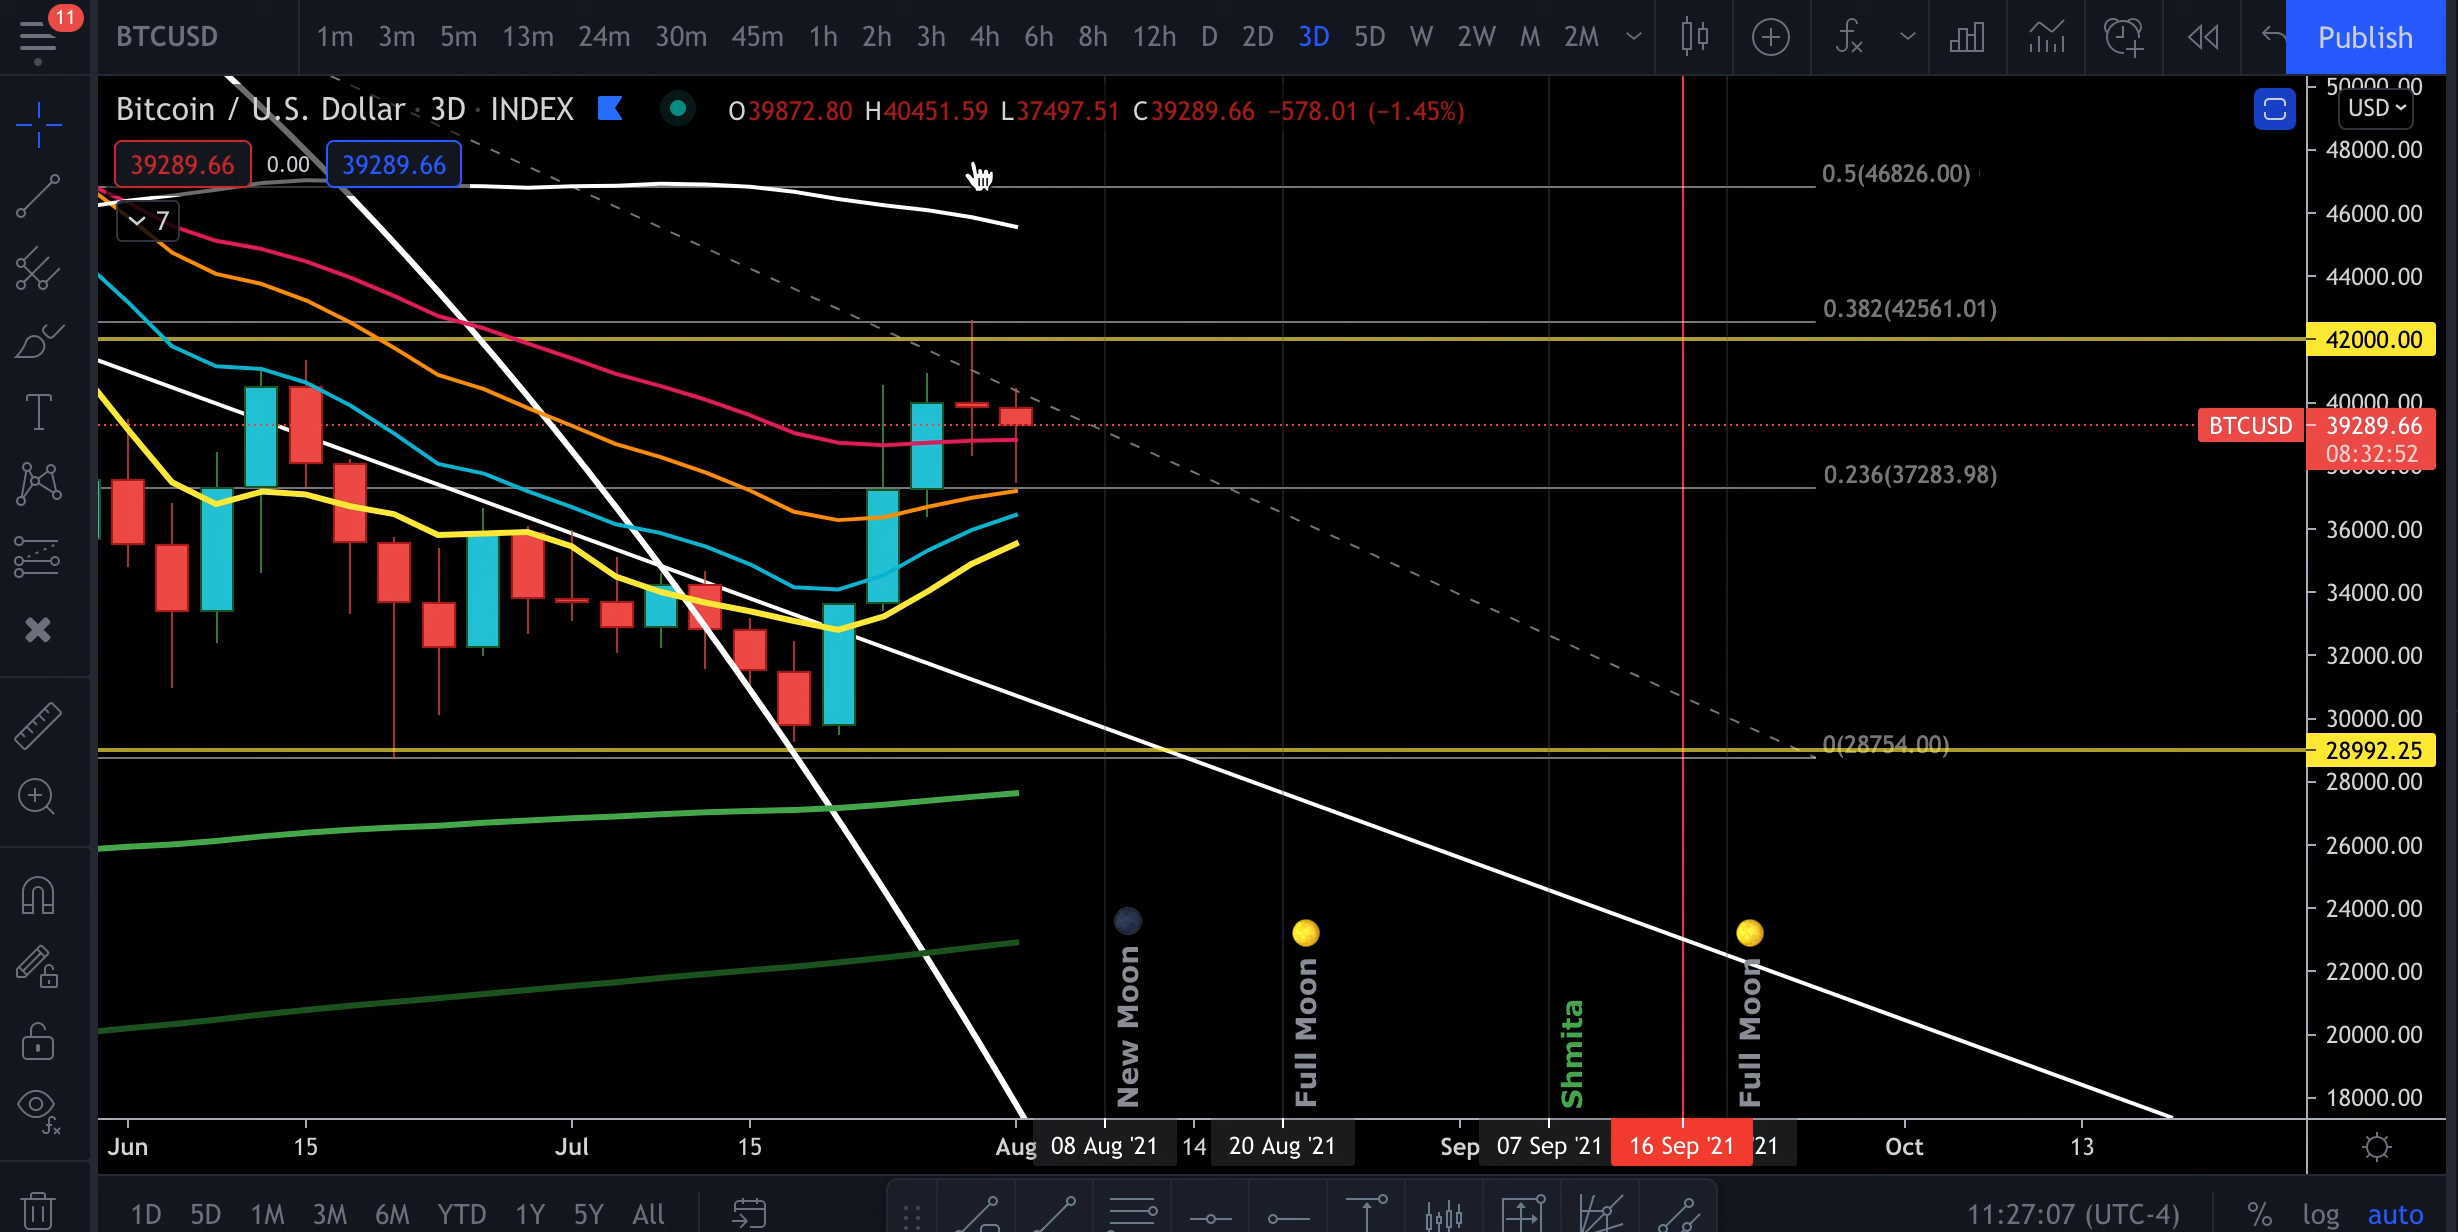 11
BTCUSD 1m 3m 5m 13m 24m 30m 45m 1h 2h 3h 4h 6h 8h 12h D 2D 3D 5D W 2W M 2M Publish
Bitcoin / U.S. Dollar · 3D · INDEX O39872.80 H40451.59 L37497.51 C39289.66 −578.01 (−1.45%)
39289.66 0.00 39289.66
7
USD
50000.00
48000.00
46000.00
44000.00
42000.00
40000.00
BTCUSD 39289.66
08:32:52
38000.00
36000.00
34000.00
32000.00
30000.00
28992.25
28000.00
26000.00
24000.00
22000.00
20000.00
18000.00
0.5(46826.00)
0.382(42561.01)
0.236(37283.98)
0(28754.00)
New Moon
Full Moon
Shmita
Full Moon
Jun 15 Jul 15 Aug 08 Aug '21 14 20 Aug '21 Sep 07 Sep '21 16 Sep '21 '21 Oct 13
1D 5D 1M 3M 6M YTD 1Y 5Y All 11:27:07 (UTC-4) % log auto